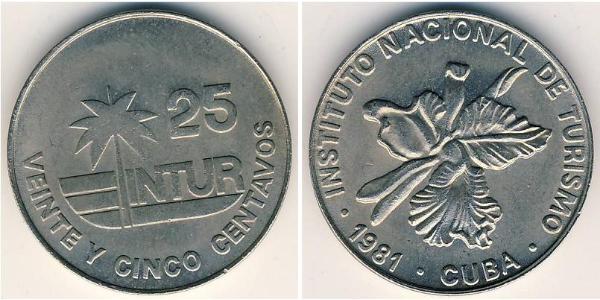 25
INTUR
VEINTE Y CINCO CENTAVOS
· INSTITUTO NACIONAL DE TURISMO ·
1981 · CUBA